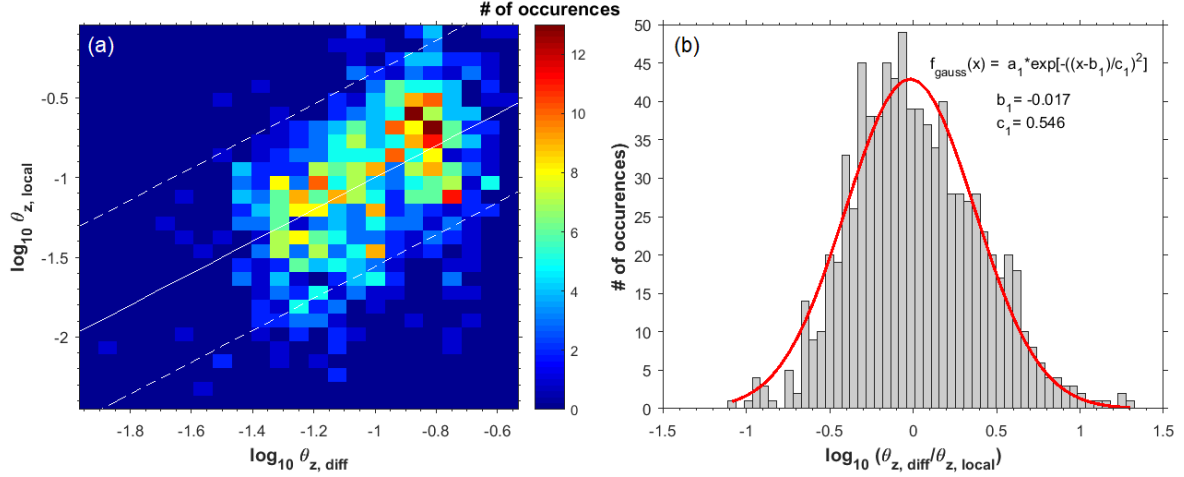 # of occurences
(a)
-0.5
-1
-1.5
-2
log10 θz, local
-1.8 -1.6 -1.4 -1.2 -1 -0.8 -0.6
log10 θz, diff
12
10
8
6
4
2
0
(b)
fgauss(x) = a1*exp[-((x-b1)/c1)2]
b1= -0.017
c1= 0.546
50
45
40
35
30
25
20
15
10
5
0
# of occurences)
-1.5 -1 -0.5 0 0.5 1 1.5
log10 (θz, diff/θz, local)